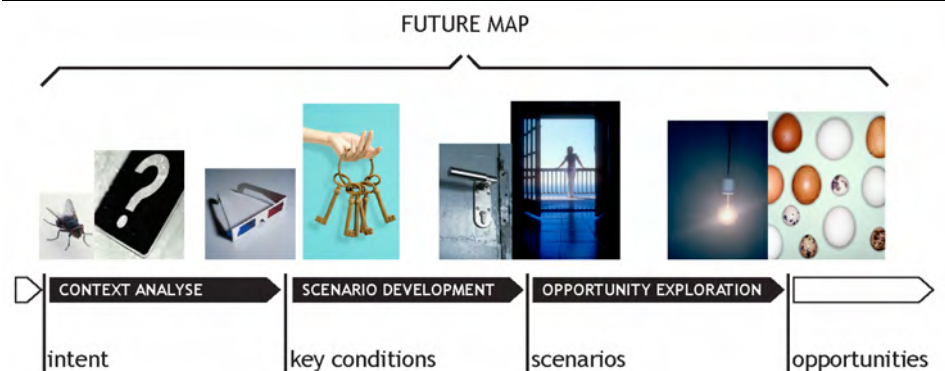 FUTURE MAP
?
CONTEXT ANALYSE
SCENARIO DEVELOPMENT
OPPORTUNITY EXPLORATION
intent
key conditions
scenarios
opportunities